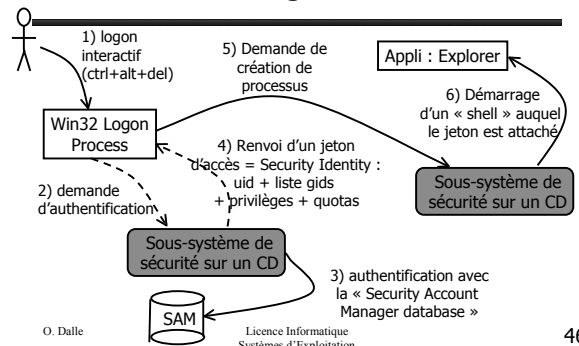 1) logon
interactif
(ctrl+alt+del)
5) Demande de
création de
processus
Appli : Explorer
6) Démarrage
d'un « shell » auquel
le jeton est attaché
Win32 Logon
Process
4) Renvoi d'un jeton
d'accès = Security Identity :
uid + liste gids
+ privilèges + quotas
2) demande
d'authentification
Sous-système de
sécurité sur un CD
Sous-système de
sécurité sur un CD
3) authentification avec
la « Security Account
Manager database »
SAM
O. Dalle
Licence Informatique
Systèmes d'Exploitation
46